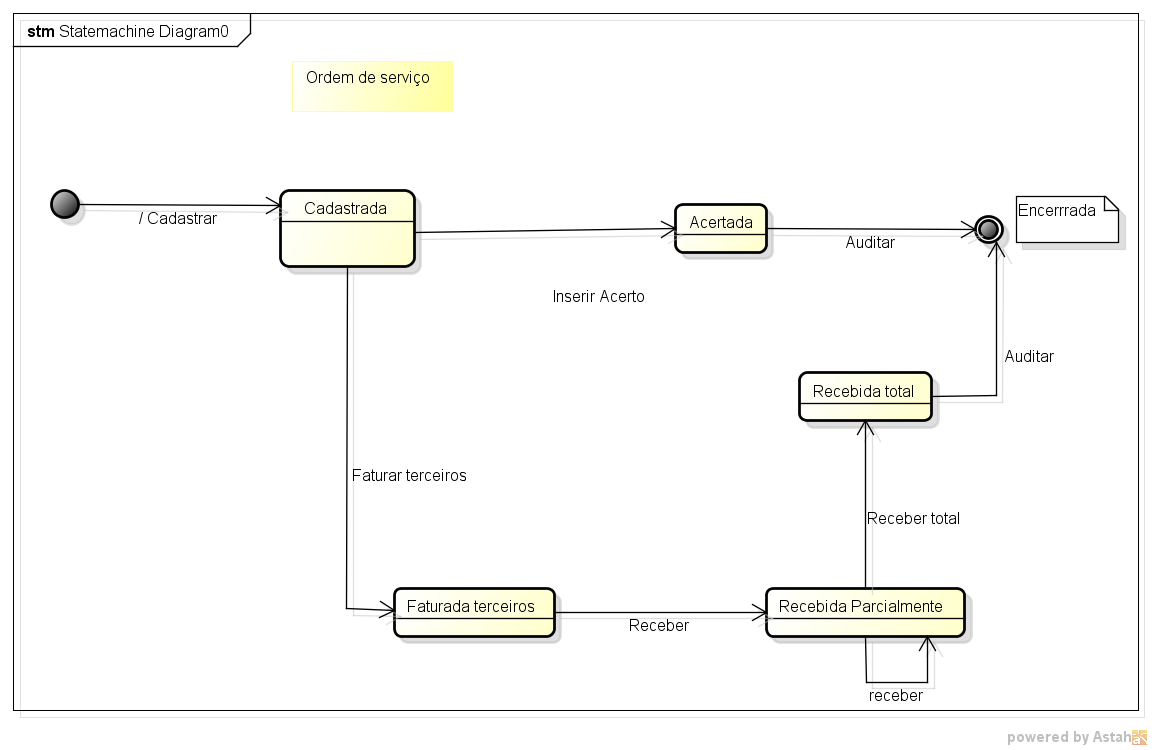 stm Statemachine Diagram0
Ordem de serviço
/ Cadastrar
Cadastrada
Inserir Acerto
Acertada
Auditar
Encerrrada
Auditar
Recebida total
Faturar terceiros
Receber total
Faturada terceiros
Receber
Recebida Parcialmente
receber
powered by Astah